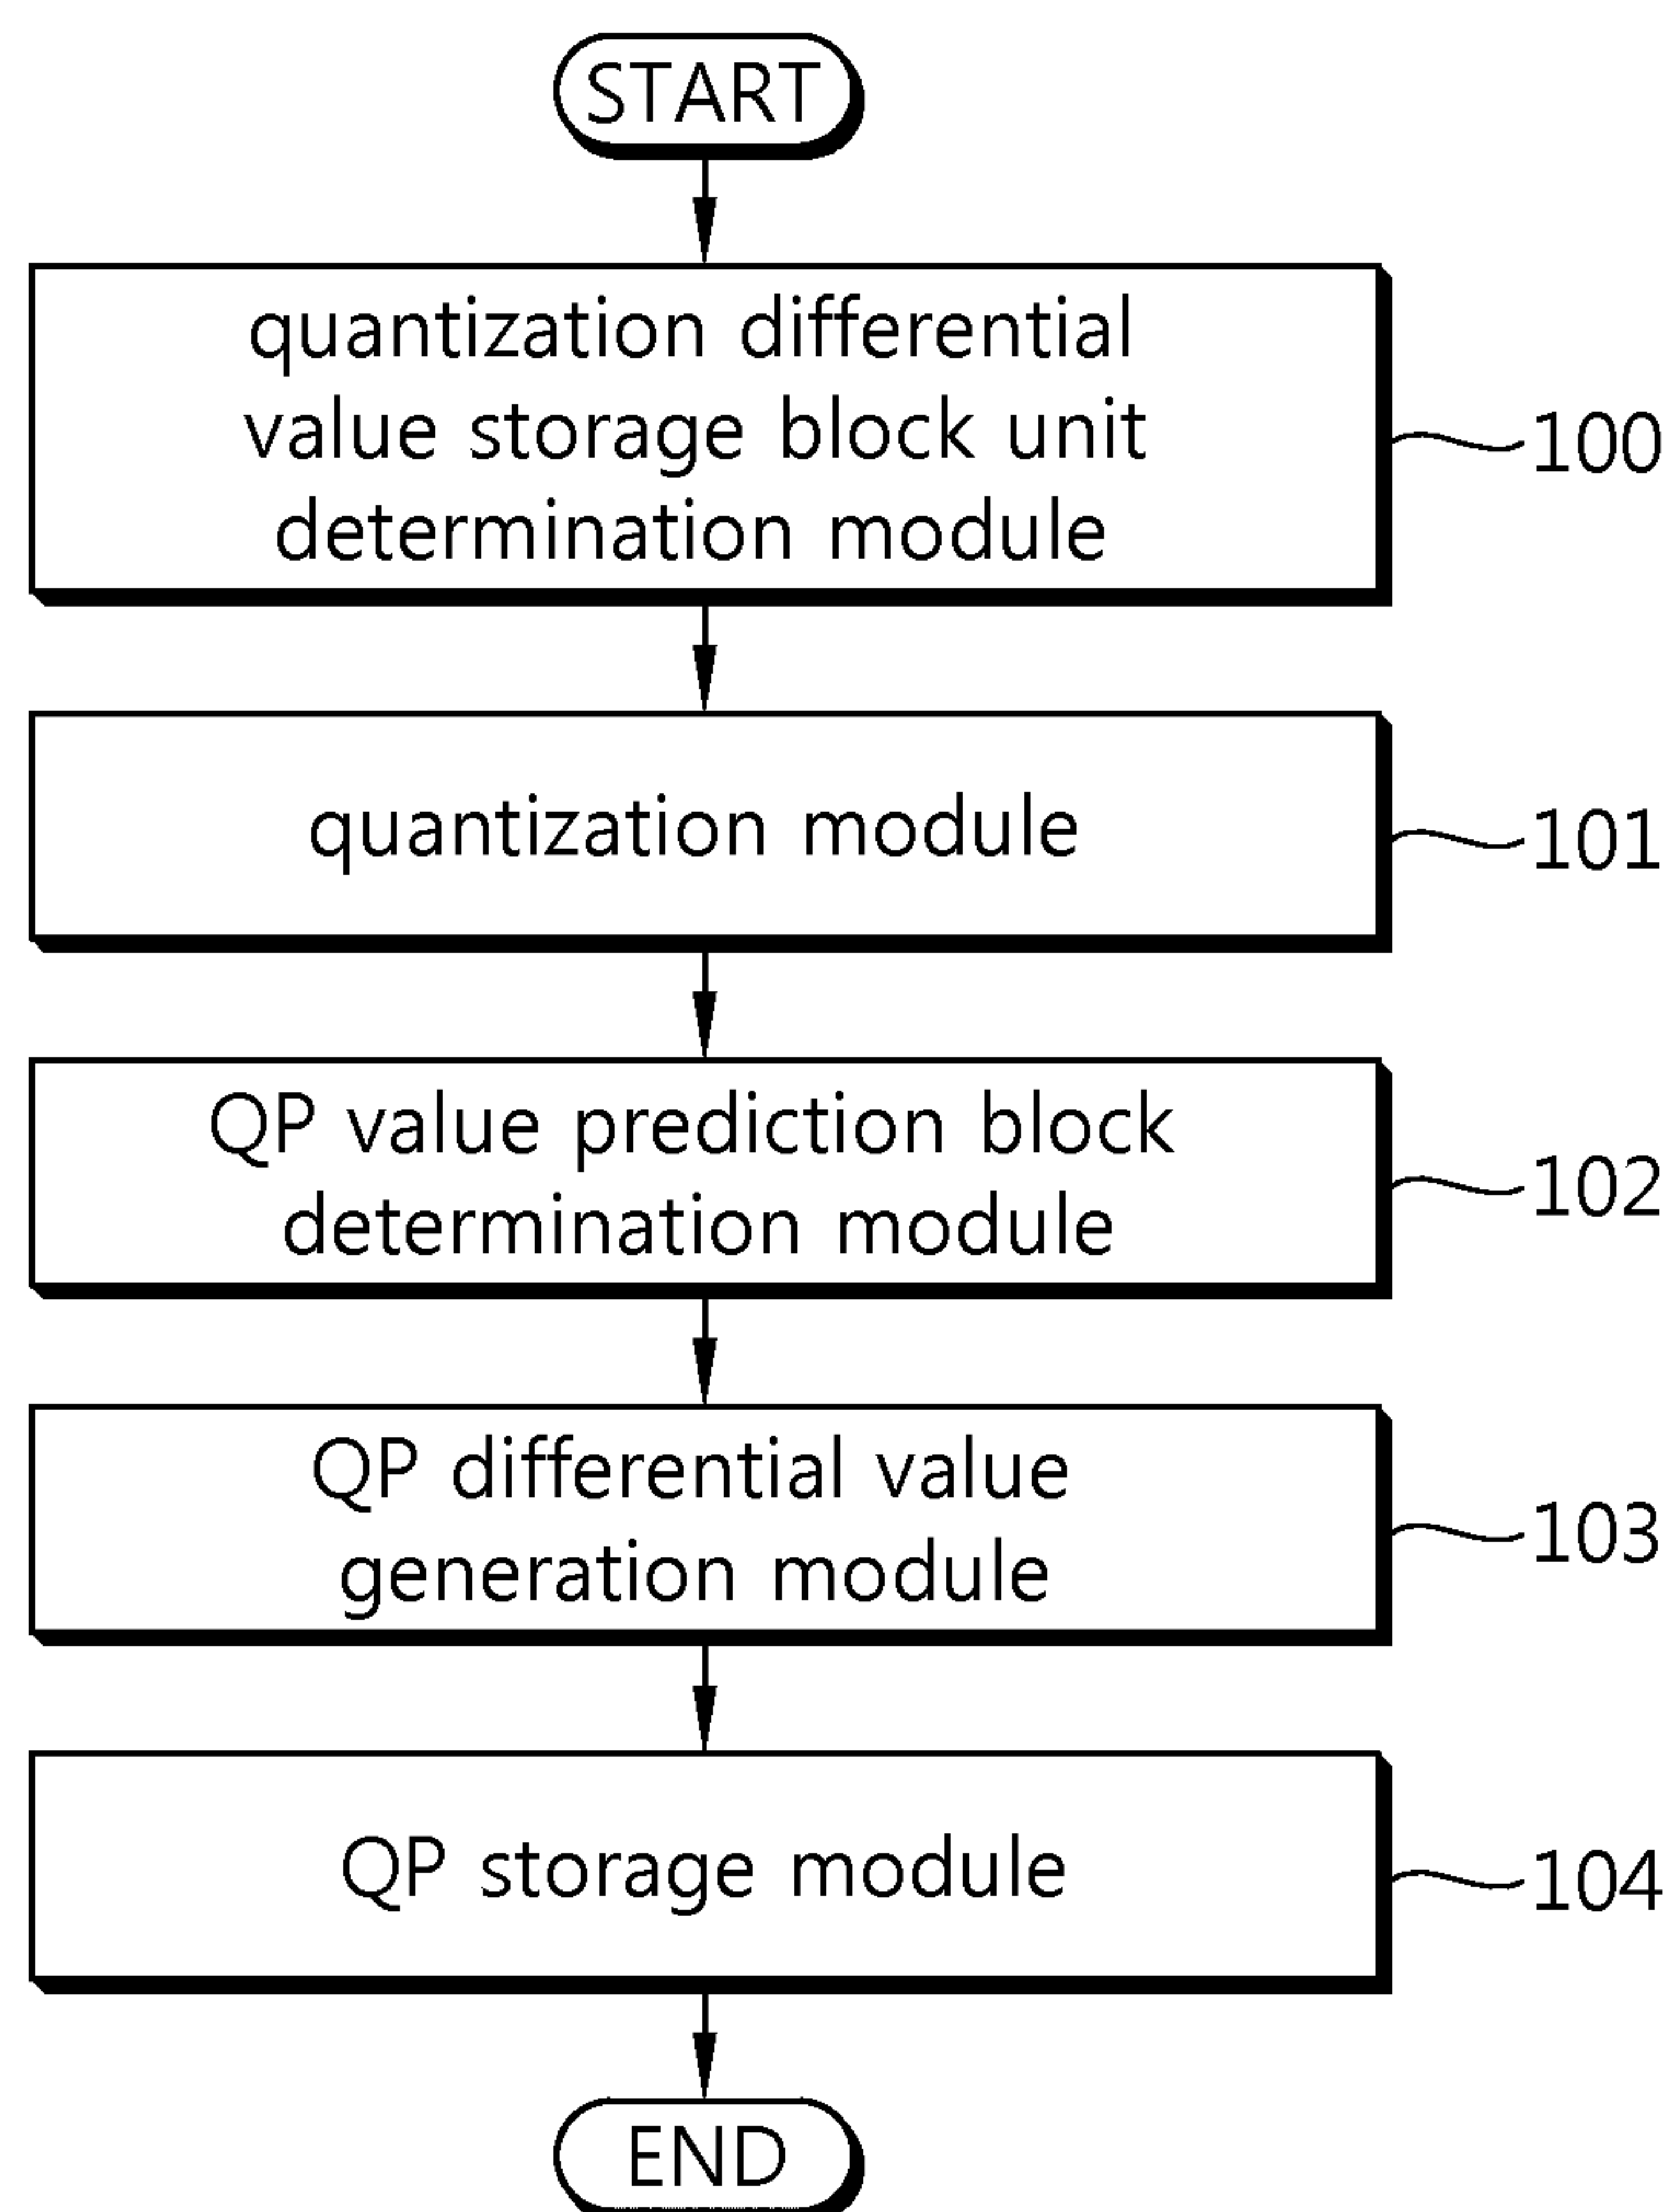 START
quantization differential
value storage block unit
determination module
100
quantization module
101
QP value prediction block
determination module
102
QP differential value
generation module
103
QP storage module
104
END